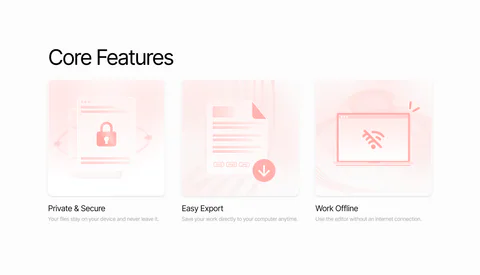 Core Features
Private & Secure
Your files stay on your device and never leave it.
Easy Export
Save your work directly to your computer anytime.
Work Offline
Use the editor without an internet connection.